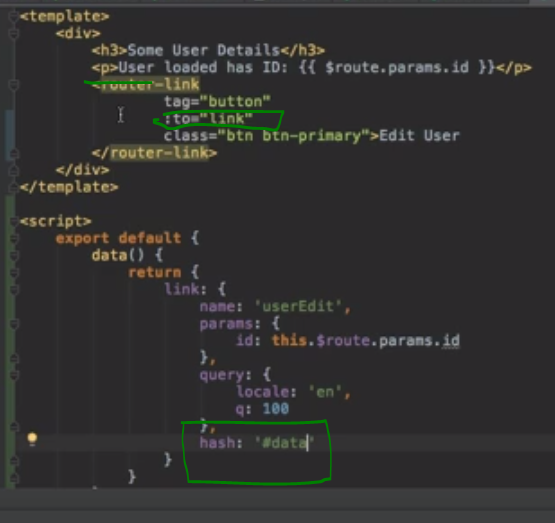 <template>
<div>
<h3>Some User Details</h3>
<p>User loaded has ID: {{ $route.params.id }}</p>
<router-link
tag="button"
:to="link"
class="btn btn-primary">Edit User
</router-link>
</div>
</template>
<script>
export default {
data() {
return {
link: {
name: 'userEdit',
params: {
id: this.$route.params.id
},
query: {
locale: 'en',
q: 100
},
hash: '#data'
}
}